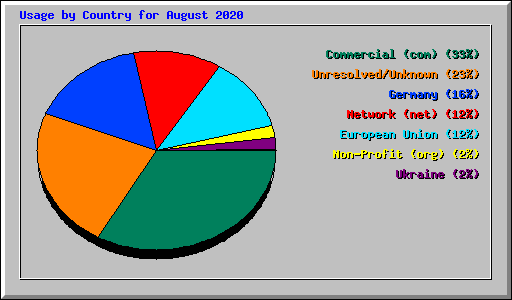 Usage by Country for August 2020
Commercial (com) (33%)
Unresolved/Unknown (23%)
Germany (16%)
Network (net) (12%)
European Union (12%)
Non-Profit (org) (2%)
Ukraine (2%)